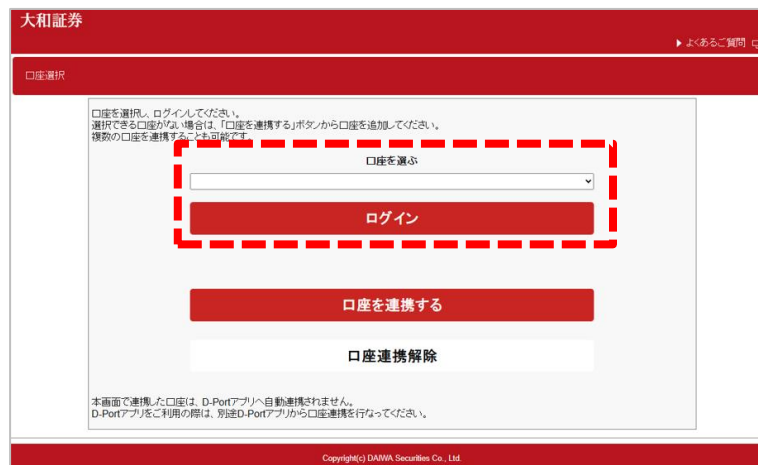 大和証券
▶ よくあるご質問
口座選択
口座を選択し、ログインしてください。
選択できる口座がない場合は、「口座を連携する」ボタンから口座を追加してください。
複数の口座を連携することも可能です。
口座を選ぶ
ログイン
口座を連携する
口座連携解除
本画面で連携した口座は、D-Portアプリへ自動連携されません。
D-Portアプリをご利用の際は、別途D-Portアプリから口座連携を行なってください。
Copyright(c) DAIWA Securities Co., Ltd.